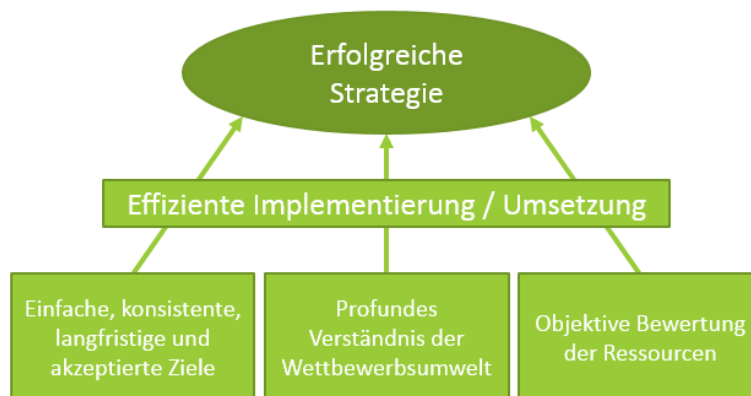 Erfolgreiche
Strategie
Effiziente Implementierung / Umsetzung
Einfache, konsistente,
langfristige und
akzeptierte Ziele
Profundes
Verständnis der
Wettbewerbsumwelt
Objektive Bewertung
der Ressourcen